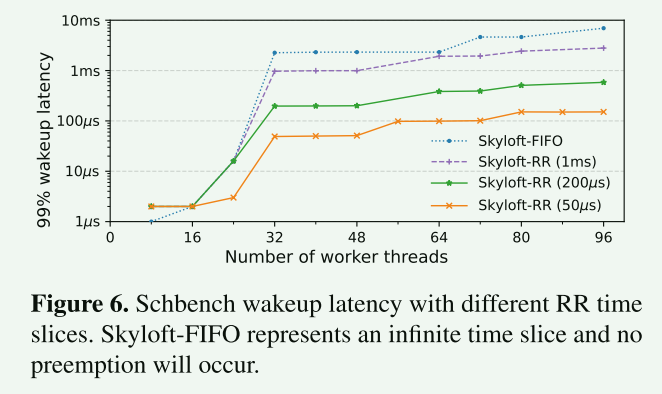 10ms
1ms
100μs
10μs
1μs
99% wakeup latency
Skyloft-FIFO
Skyloft-RR (1ms)
Skyloft-RR (200μs)
Skyloft-RR (50μs)
0 16 32 48 64 80 96
Number of worker threads
Figure 6. Schbench wakeup latency with different RR time
slices. Skyloft-FIFO represents an infinite time slice and no
preemption will occur.